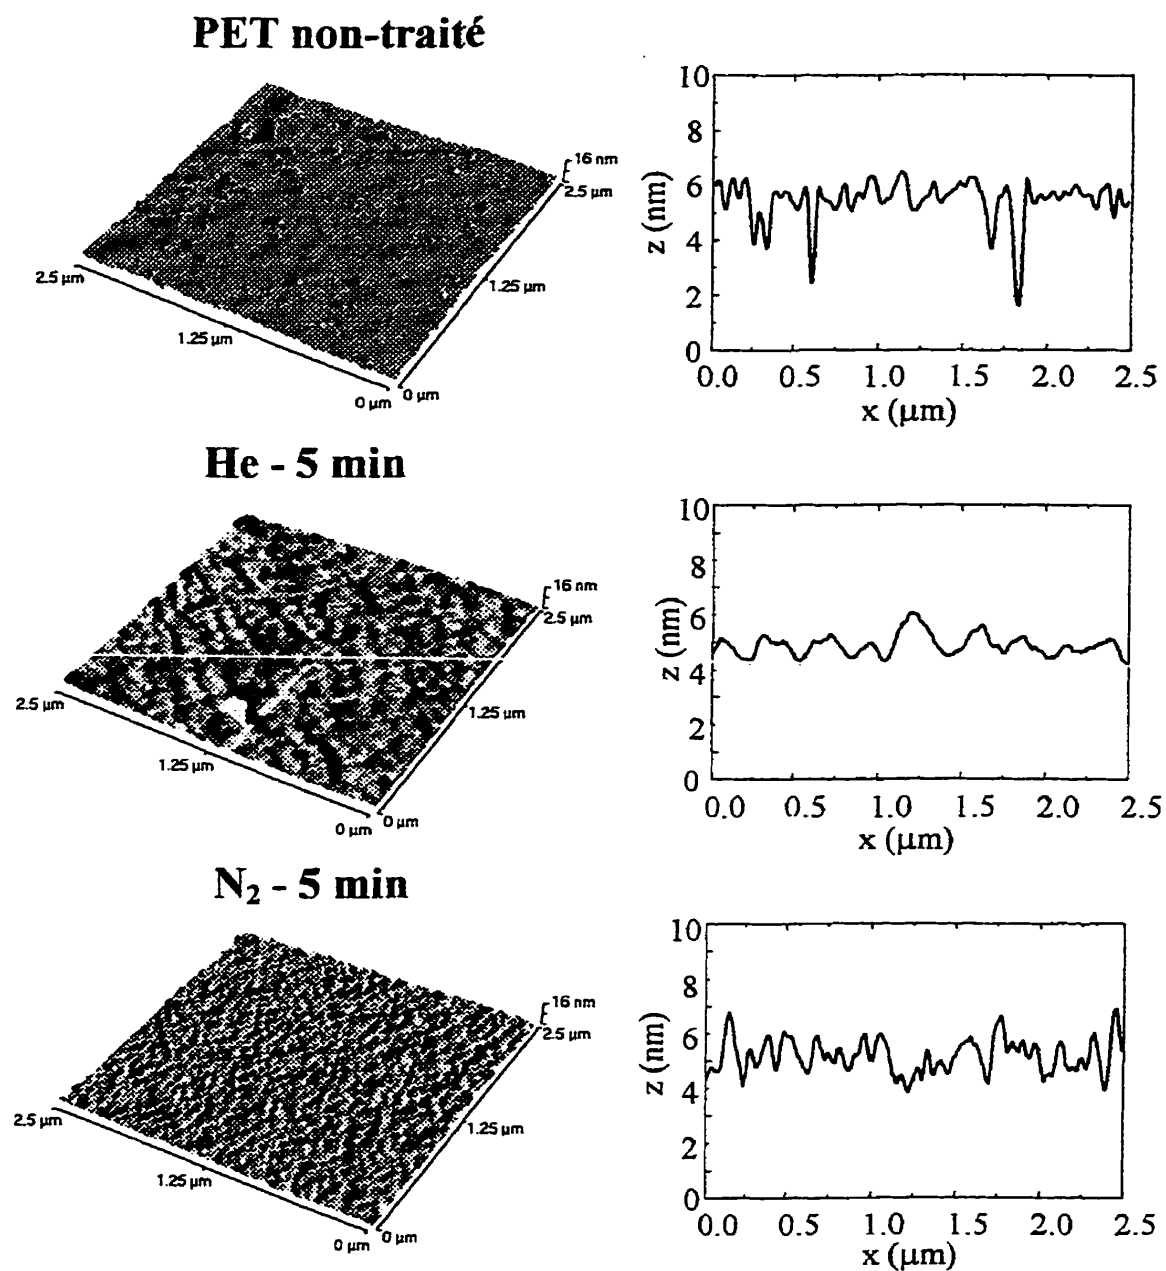 PET non-traité
16 nm
2.5 µm
2.5 µm
1.25 µm
1.25 µm
0 µm
0 µm
10
8
6
4
2
0
z (nm)
0.0 0.5 1.0 1.5 2.0 2.5
x (µm)
He - 5 min
16 nm
2.5 µm
2.5 µm
1.25 µm
1.25 µm
0 µm
0 µm
10
8
6
4
2
0
z (nm)
0.0 0.5 1.0 1.5 2.0 2.5
x (µm)
N₂ - 5 min
16 nm
2.5 µm
2.5 µm
1.25 µm
1.25 µm
0 µm
0 µm
10
8
6
4
2
0
z (nm)
0.0 0.5 1.0 1.5 2.0 2.5
x (µm)